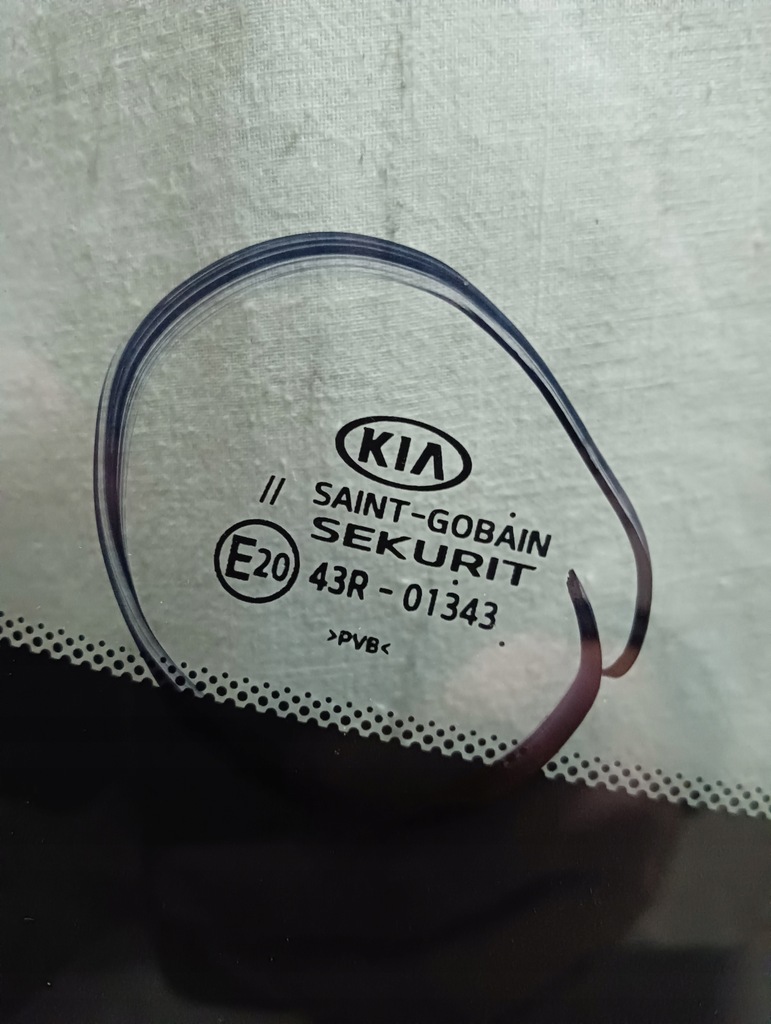 KIA
// SAINT-GOBAIN
SEKURIT
E20 43R - 01343
>PVB<